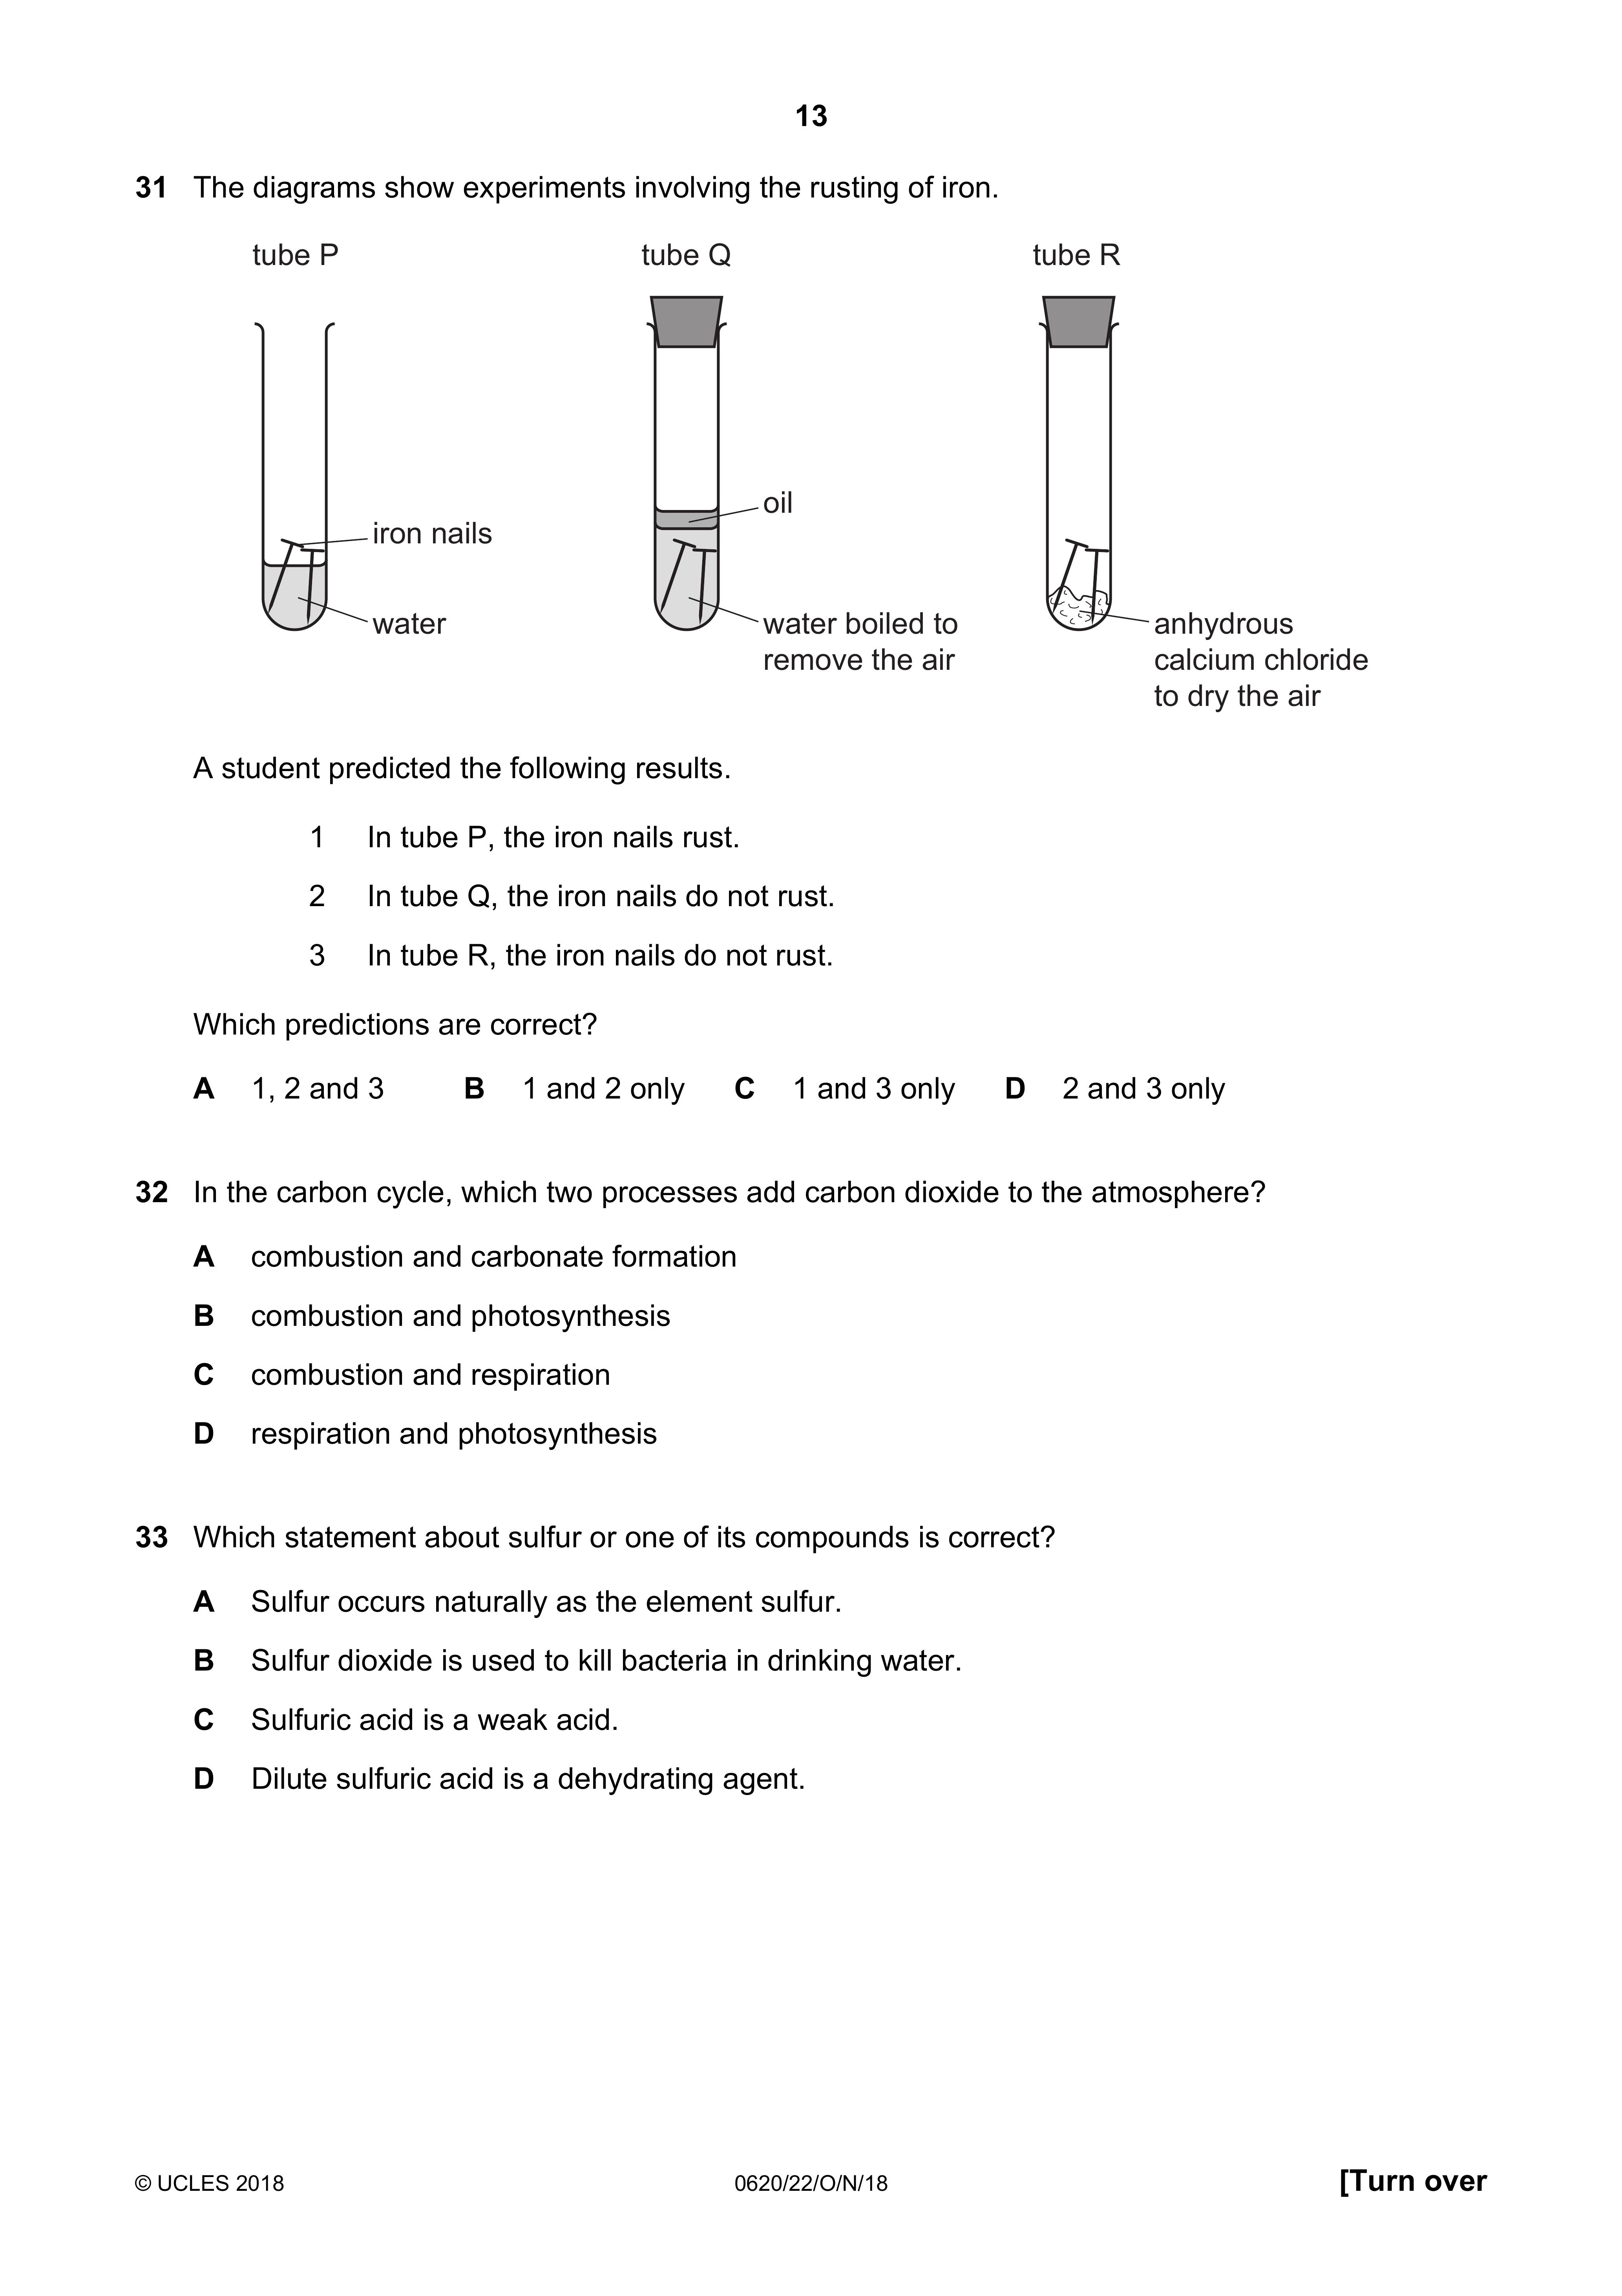 13
31 The diagrams show experiments involving the rusting of iron.
tube P tube Q tube R
oil
iron nails
water
water boiled to
remove the air
anhydrous
calcium chloride
to dry the air
A student predicted the following results.
1 In tube P, the iron nails rust.
2 In tube Q, the iron nails do not rust.
3 In tube R, the iron nails do not rust.
Which predictions are correct?
A 1, 2 and 3 B 1 and 2 only C 1 and 3 only D 2 and 3 only
32 In the carbon cycle, which two processes add carbon dioxide to the atmosphere?
A combustion and carbonate formation
B combustion and photosynthesis
C combustion and respiration
D respiration and photosynthesis
33 Which statement about sulfur or one of its compounds is correct?
A Sulfur occurs naturally as the element sulfur.
B Sulfur dioxide is used to kill bacteria in drinking water.
C Sulfuric acid is a weak acid.
D Dilute sulfuric acid is a dehydrating agent.
© UCLES 2018 0620/22/O/N/18 [Turn over